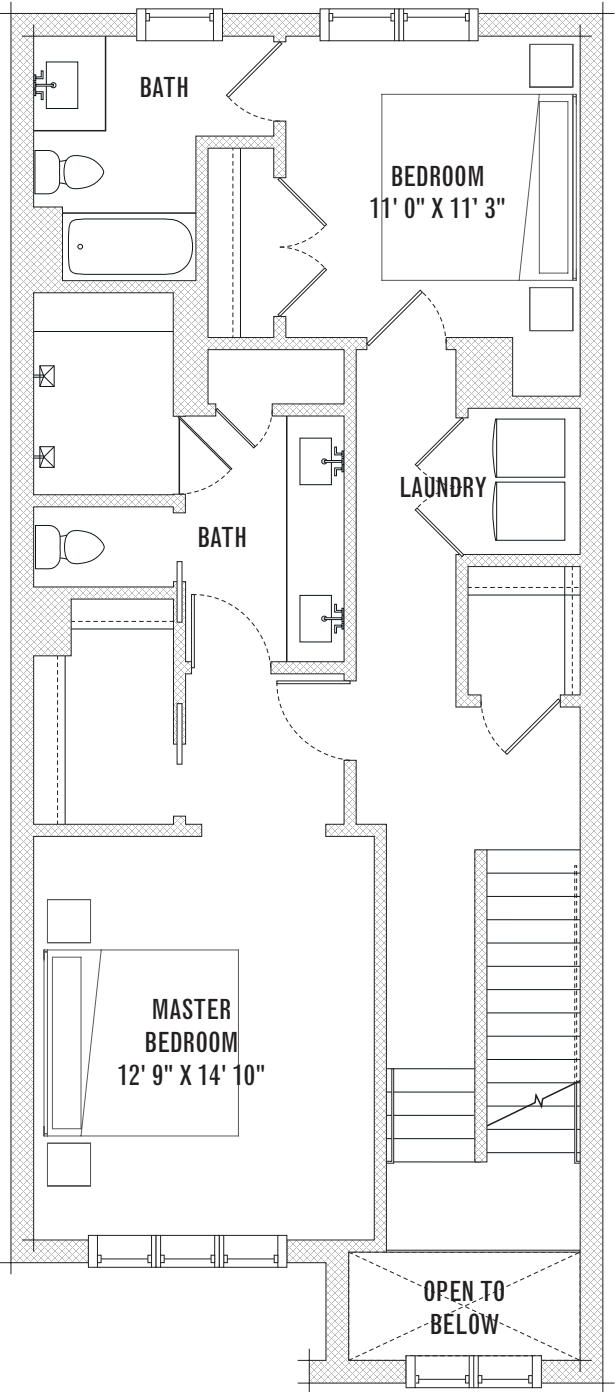 BATH
BEDROOM
11' 0" X 11' 3"
LAUNDRY
BATH
MASTER
BEDROOM
12' 9" X 14' 10"
OPEN TO
BELOW